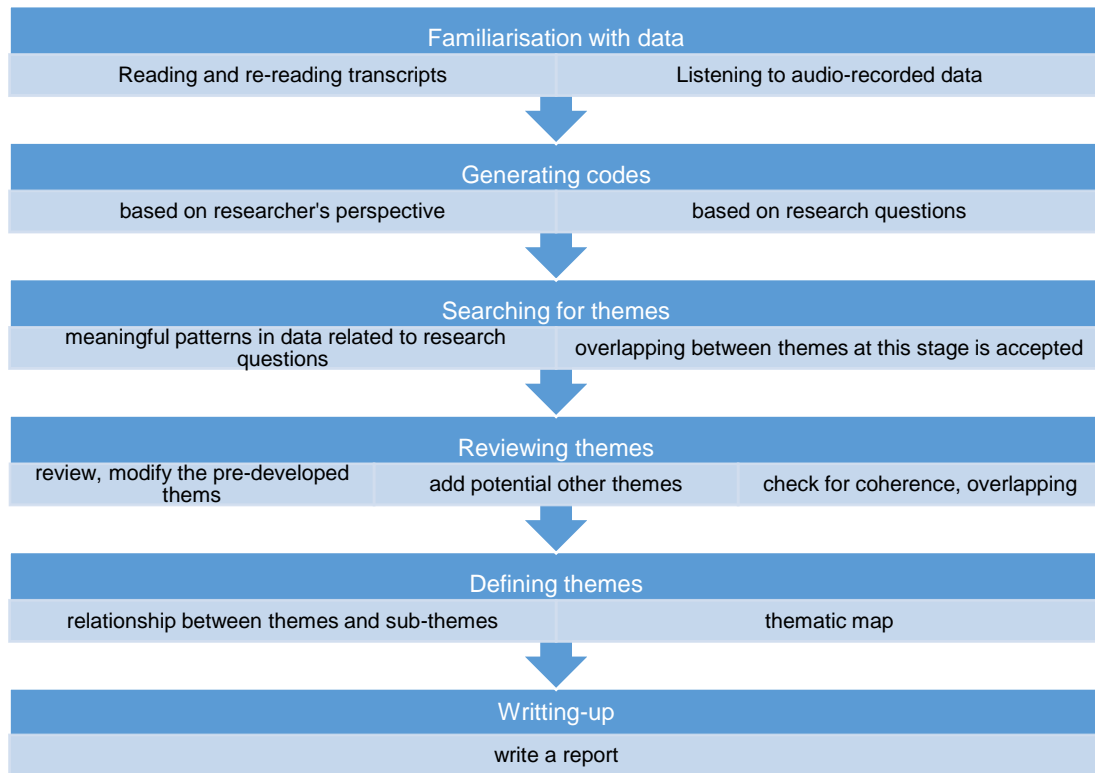 Familiarisation with data
Reading and re-reading transcripts
Listening to audio-recorded data
Generating codes
based on researcher's perspective
based on research questions
Searching for themes
meaningful patterns in data related to research
questions
overlapping between themes at this stage is accepted
Reviewing themes
review, modify the pre-developed
thems
add potential other themes
check for coherence, overlapping
Defining themes
relationship between themes and sub-themes
thematic map
Writting-up
write a report